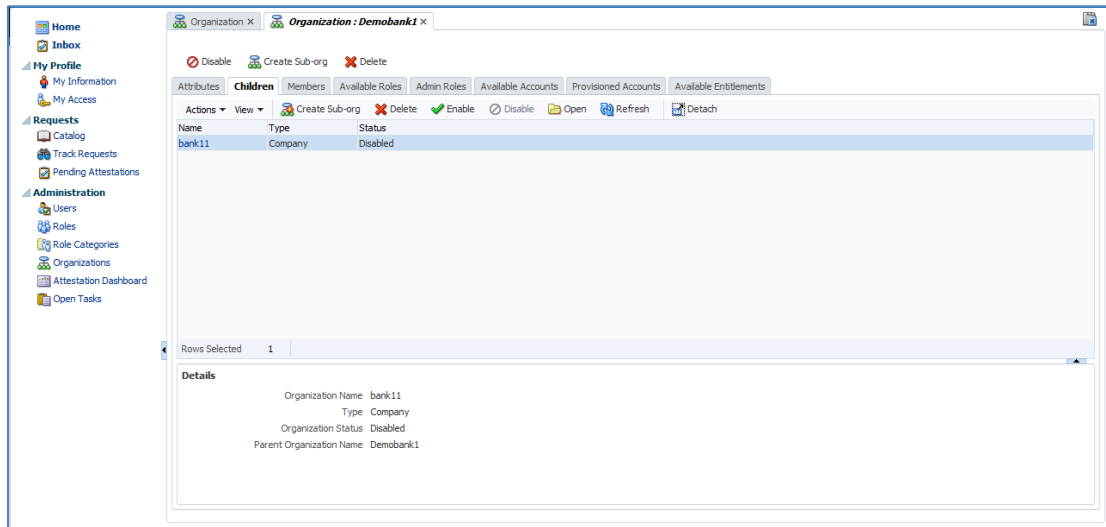 Home
Inbox
My Profile
My Information
My Access
Requests
Catalog
Track Requests
Pending Attestations
Administration
Users
Roles
Role Categories
Organizations
Attestation Dashboard
Open Tasks
Organization Organization : Demobank1
Disable Create Sub-org Delete
Attributes Children Members Available Roles Admin Roles Available Accounts Provisioned Accounts Available Entitlements
Actions View Create Sub-org Delete Enable Disable Open Refresh Detach
Name Type Status
bank11 Company Disabled
Rows Selected 1
Details
Organization Name bank11
Type Company
Organization Status Disabled
Parent Organization Name Demobank1